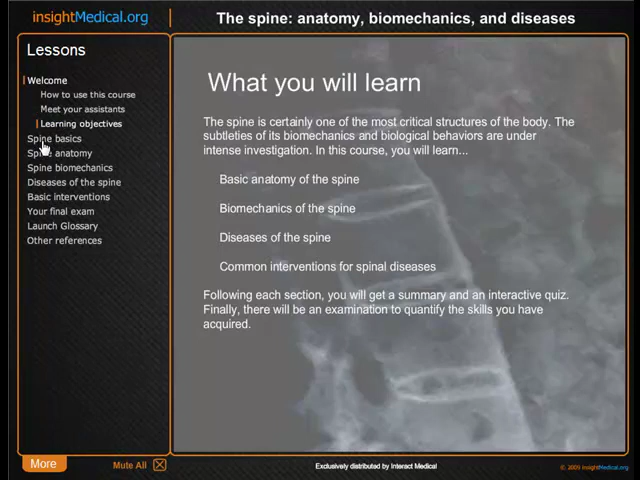 insightMedical.org
The spine: anatomy, biomechanics, and diseases
Lessons
Welcome
How to use this course
Meet your assistants
Learning objectives
Spine basics
Spine anatomy
Spine biomechanics
Diseases of the spine
Basic interventions
Your final exam
Launch Glossary
Other references
What you will learn
The spine is certainly one of the most critical structures of the body. The
subtleties of its biomechanics and biological behaviors are under
intense investigation. In this course, you will learn...
Basic anatomy of the spine
Biomechanics of the spine
Diseases of the spine
Common interventions for spinal diseases
Following each section, you will get a summary and an interactive quiz.
Finally, there will be an examination to quantify the skills you have
acquired.
More
Mute All
Exclusively distributed by Interact Medical
© 2009 InsightMedical.org